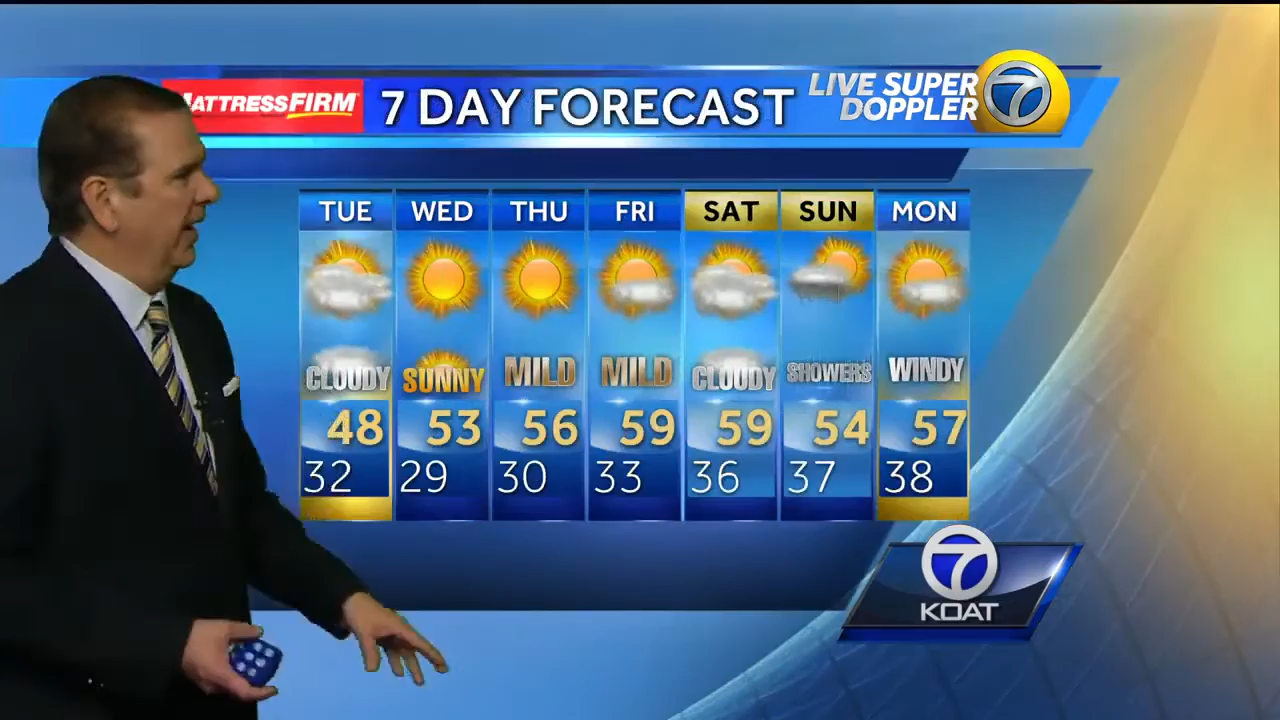 MATTRESSFIRM
7 DAY FORECAST
LIVE SUPER
DOPPLER 7
TUE WED THU FRI SAT SUN MON
CLOUDY SUNNY MILD MILD CLOUDY SHOWERS WINDY
48 53 56 59 59 54 57
32 29 30 33 36 37 38
7
KOAT